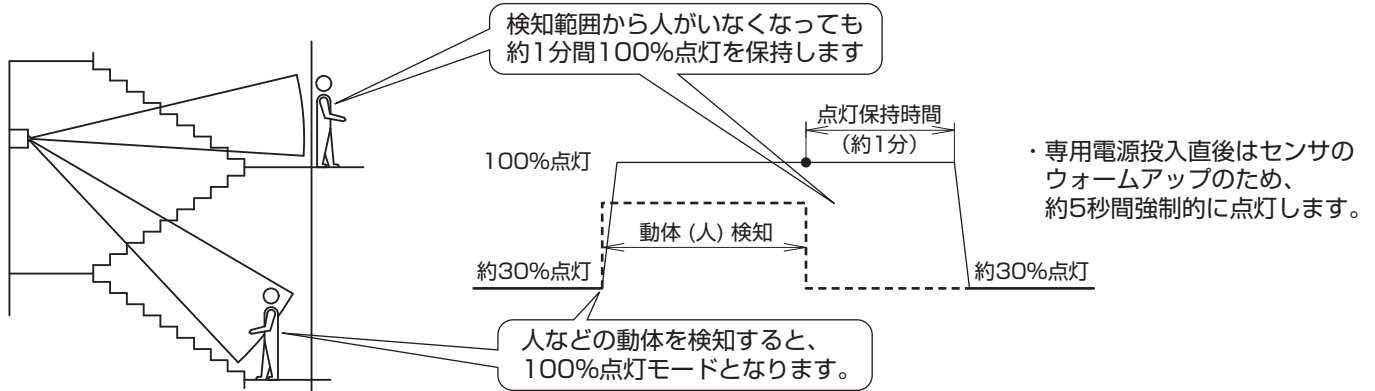 検知範囲から人がいなくなっても
約1分間100%点灯を保持します
点灯保持時間
(約1分)
100%点灯
・専用電源投入直後はセンサの
ウォームアップのため、
約5秒間強制的に点灯します。
動体 (人) 検知
約30%点灯
約30%点灯
人などの動体を検知すると、
100%点灯モードとなります。